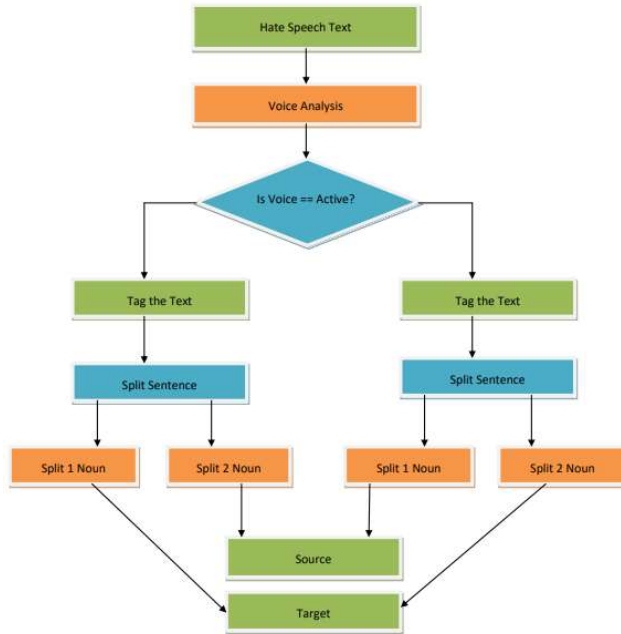 Hate Speech Text
Voice Analysis
Is Voice == Active?
Tag the Text
Tag the Text
Split Sentence
Split Sentence
Split 1 Noun
Split 2 Noun
Split 1 Noun
Split 2 Noun
Source
Target